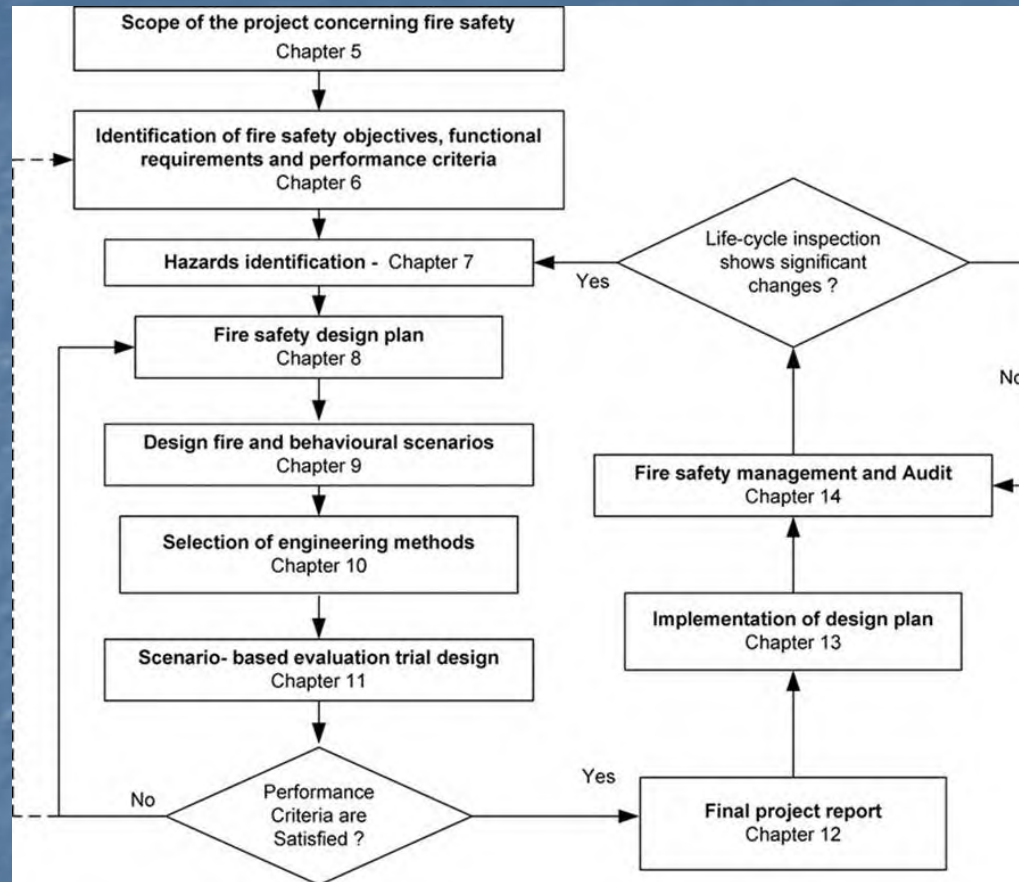 Scope of the project concerning fire safety
Chapter 5
Identification of fire safety objectives, functional
requirements and performance criteria
Chapter 6
Hazards identification - Chapter 7
Fire safety design plan
Chapter 8
Design fire and behavioural scenarios
Chapter 9
Selection of engineering methods
Chapter 10
Scenario- based evaluation trial design
Chapter 11
No
Performance
Criteria are
Satisfied ?
Yes
Final project report
Chapter 12
Implementation of design plan
Chapter 13
Fire safety management and Audit
Chapter 14
Life-cycle inspection
shows significant
changes ?
Yes
No